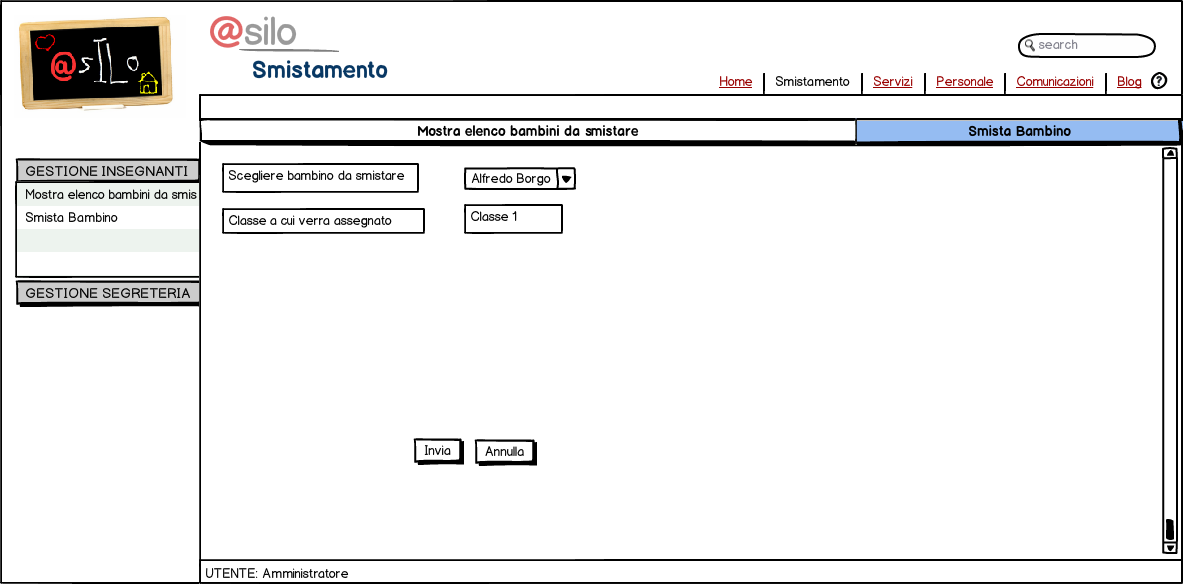 @sILo
@silo
Smistamento
search
Home
Smistamento
Servizi
Personale
Comunicazioni
Blog
?
Mostra elenco bambini da smistare
Smista Bambino
GESTIONE INSEGNANTI
Mostra elenco bambini da smis
Smista Bambino
GESTIONE SEGRETERIA
Scegliere bambino da smistare
Alfredo Borgo
Classe a cui verra assegnato
Classe 1
Invia
Annulla
UTENTE: Amministratore